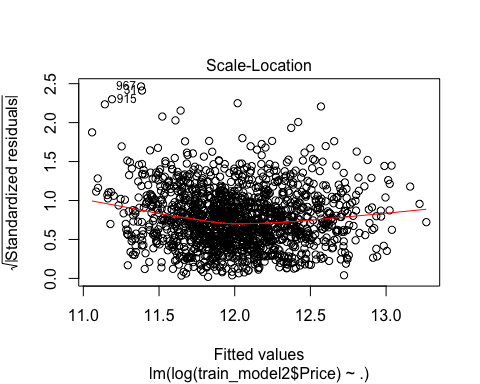 Scale-Location
√|Standardized residuals|
2.5
2.0
1.5
1.0
0.5
0.0
967
915
11.0 11.5 12.0 12.5 13.0
Fitted values
lm(log(train_model2$Price) ~ .)